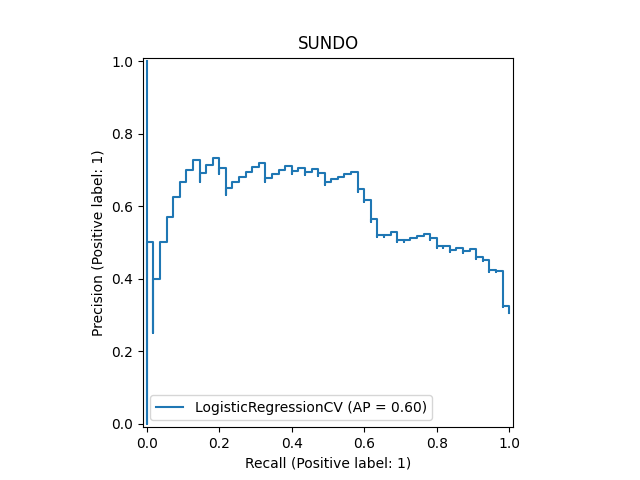 SUNDO
1.0
0.8
0.6
0.4
0.2
0.0
Precision (Positive label: 1)
LogisticRegressionCV (AP = 0.60)
0.0 0.2 0.4 0.6 0.8 1.0
Recall (Positive label: 1)